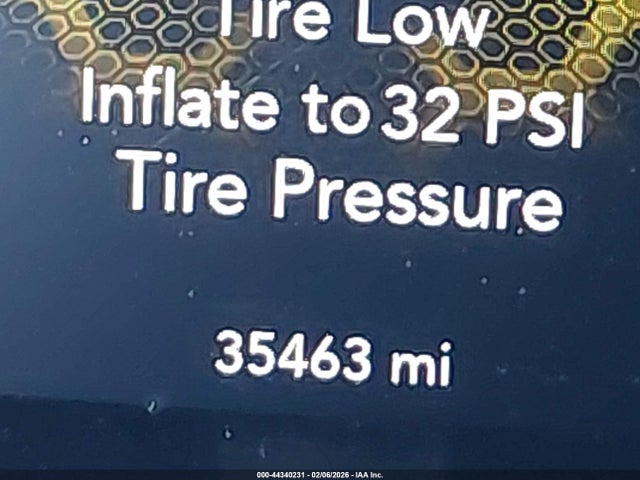 Tire Low
Inflate to 32 PSI
Tire Pressure
35463 mi
000-44340231 - 02/06/2026 - IAA Inc.